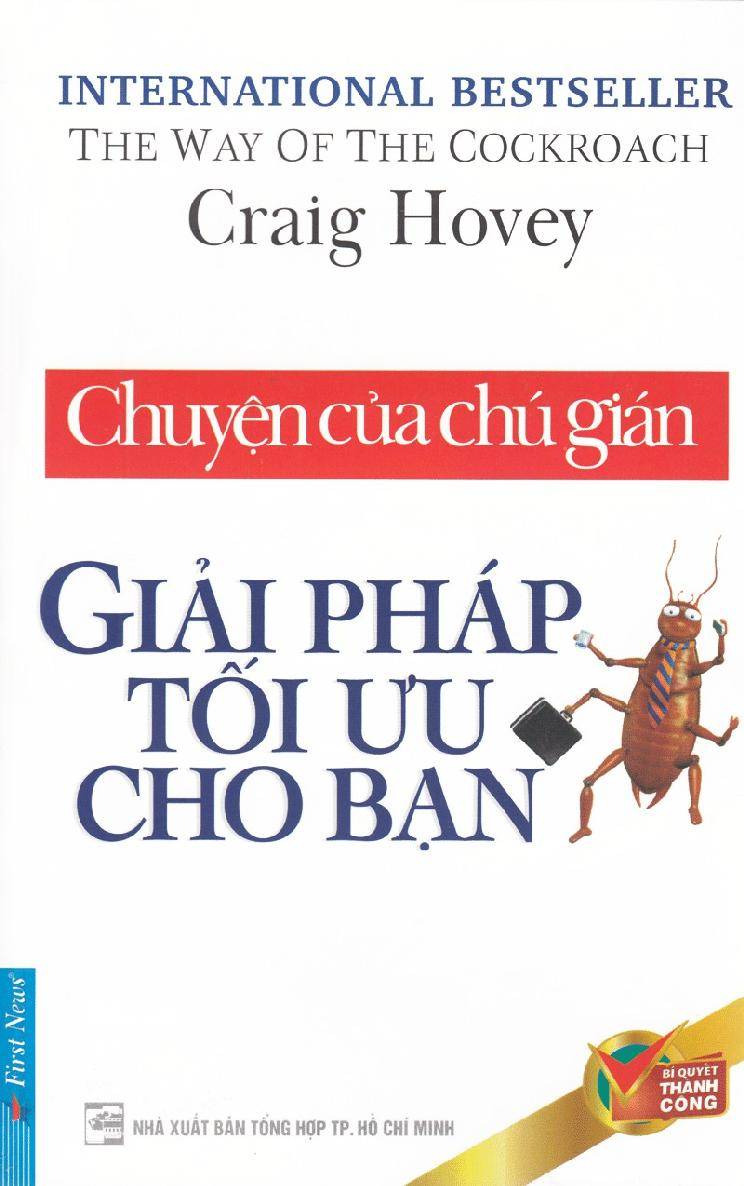 INTERNATIONAL BESTSELLER
THE WAY OF THE COCKROACH
Craig Hovey
Chuyện của chú gián
GIẢI PHÁP
TỐI ƯU
CHO BẠN
First News®
BÍ QUYẾT
THÀNH
CÔNG
NHÀ XUẤT BẢN TỔNG HỢP TP. HỒ CHÍ MINH